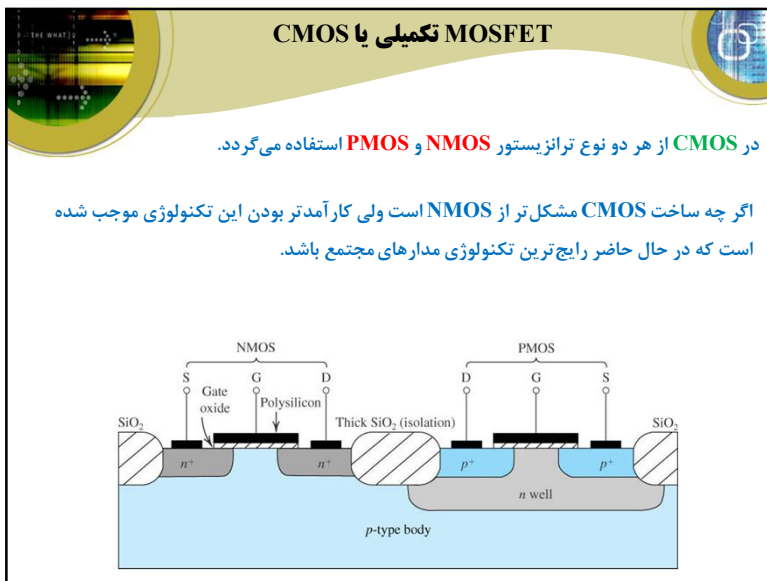 THE WHAT
MOSFET تکمیلی یا CMOS
در CMOS از هر دو نوع ترانزیستور NMOS و PMOS استفاده می‌گردد.
اگر چه ساخت CMOS مشکل‌تر از NMOS است ولی کارآمدتر بودن این تکنولوژی موجب شده
است که در حال حاضر رایج‌ترین تکنولوژی مدارهای مجتمع باشد.
NMOS
PMOS
S
G
D
D
G
S
Gate
oxide
Polysilicon
SiO₂
Thick SiO₂ (isolation)
SiO₂
n⁺
n⁺
p⁺
p⁺
n well
p-type body